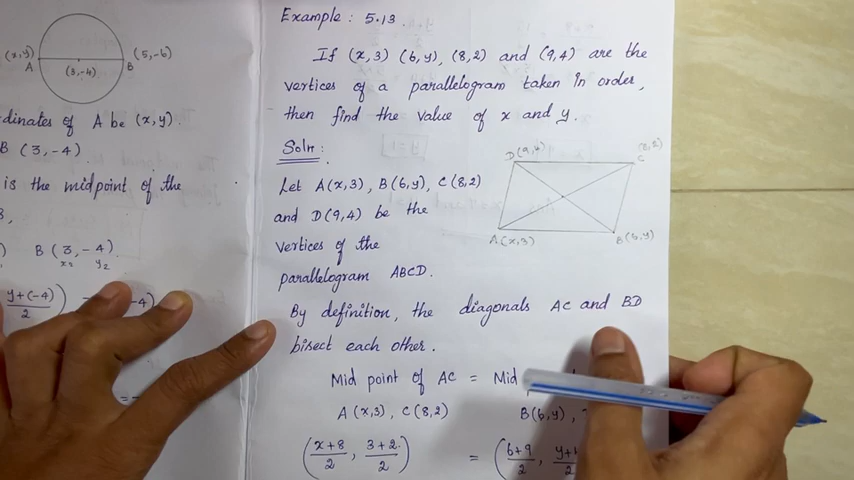 (x,y)
A
B
(5,-6)
(3,-4)
dinates of A be (x,y).
B (3,-4)
is the midpoint of the
B (3,-4)
x₂ y₂
y+(-4)
2
-4)
Example : 5.13.
If (x,3) (6,y), (8,2) and (9,4) are the
vertices of a parallelogram taken in order,
then find the value of x and y.
Soln :
D(9,4)
C
(8,2)
A(x,3)
B(6,y)
Let A(x,3), B(6,y), C(8,2)
and D(9,4) be the
vertices of the
parallelogram ABCD.
By definition, the diagonals AC and BD
bisect each other.
Mid point of AC = Mid
A(x,3), C(8,2) B(6,y),
(x+8/2, 3+2/2) = (6+9/2, y+